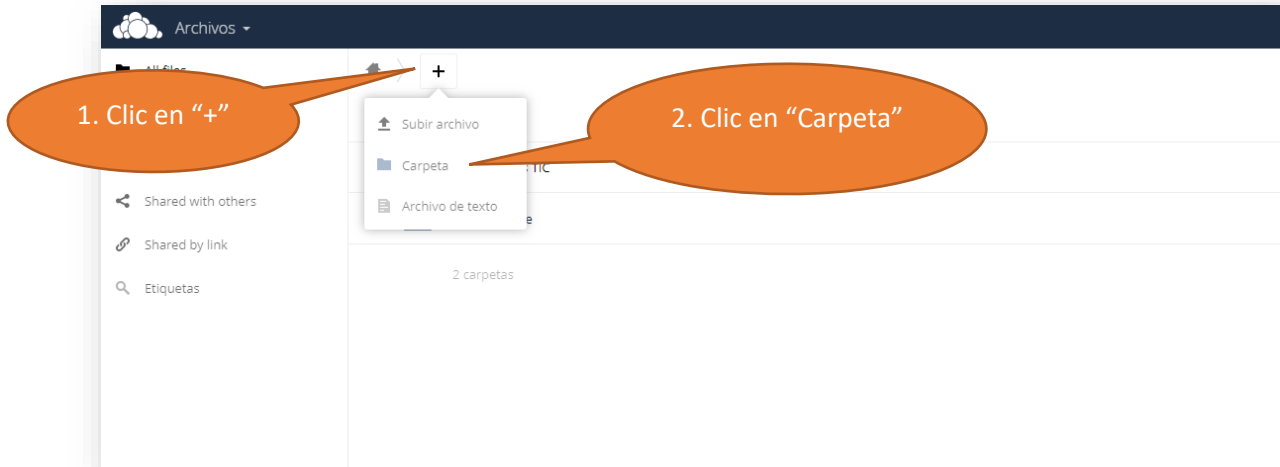 Archivos
All files
+
1. Clic en “+”
2. Clic en “Carpeta”
Subir archivo
Carpeta
TIC
Archivo de texto
e
Shared with others
Shared by link
2 carpetas
Etiquetas